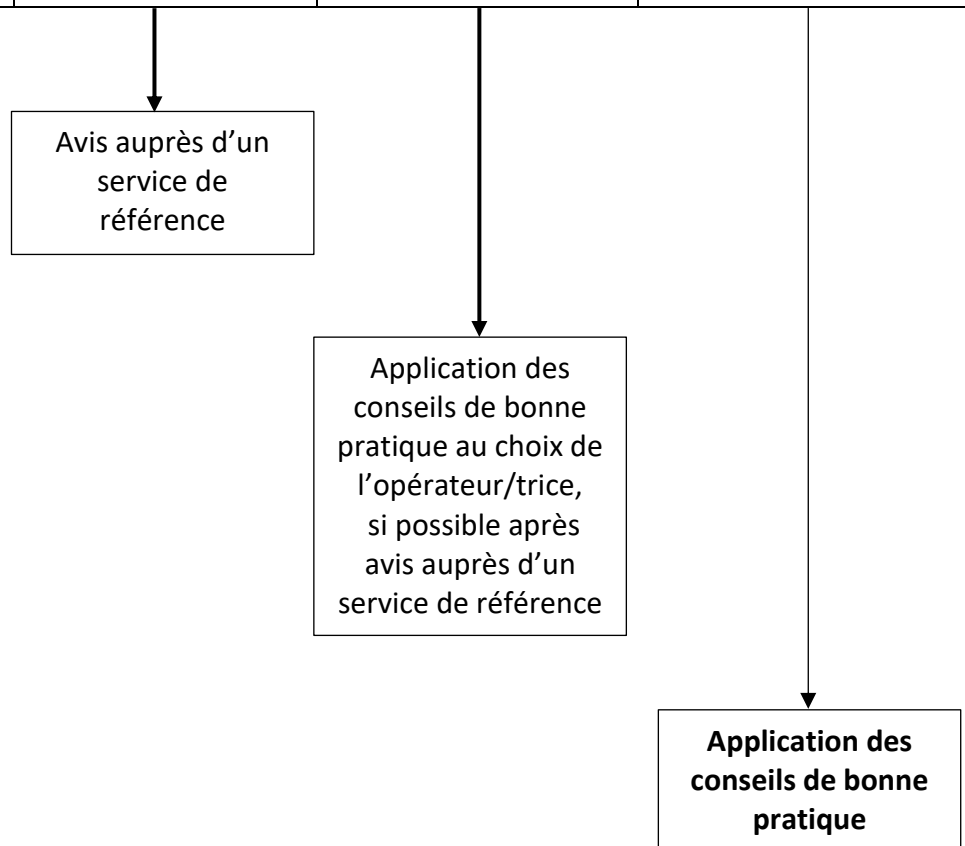 Avis auprès d’un
service de
référence
Application des
conseils de bonne
pratique au choix de
l’opérateur/trice,
si possible après
avis auprès d’un
service de référence
Application des
conseils de bonne
pratique